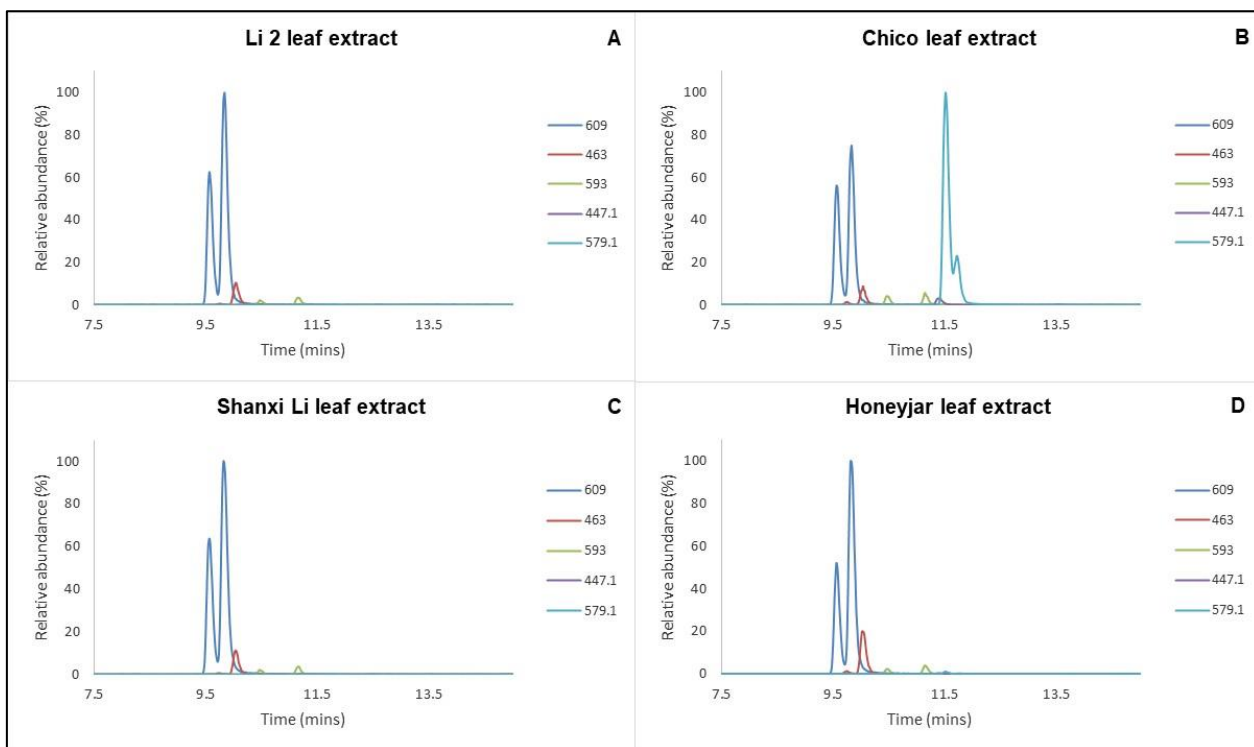 Li 2 leaf extract
A
Relative abundance (%)
100
80
60
40
20
0
7.5 9.5 11.5 13.5
Time (mins)
609
463
593
447.1
579.1
Chico leaf extract
B
Relative abundance (%)
100
80
60
40
20
0
7.5 9.5 11.5 13.5
Time (mins)
609
463
593
447.1
579.1
Shanxi Li leaf extract
C
Relative abundance (%)
100
80
60
40
20
0
7.5 9.5 11.5 13.5
Time (mins)
609
463
593
447.1
579.1
Honeyjar leaf extract
D
Relative abundance (%)
100
80
60
40
20
0
7.5 9.5 11.5 13.5
Time (mins)
609
463
593
447.1
579.1